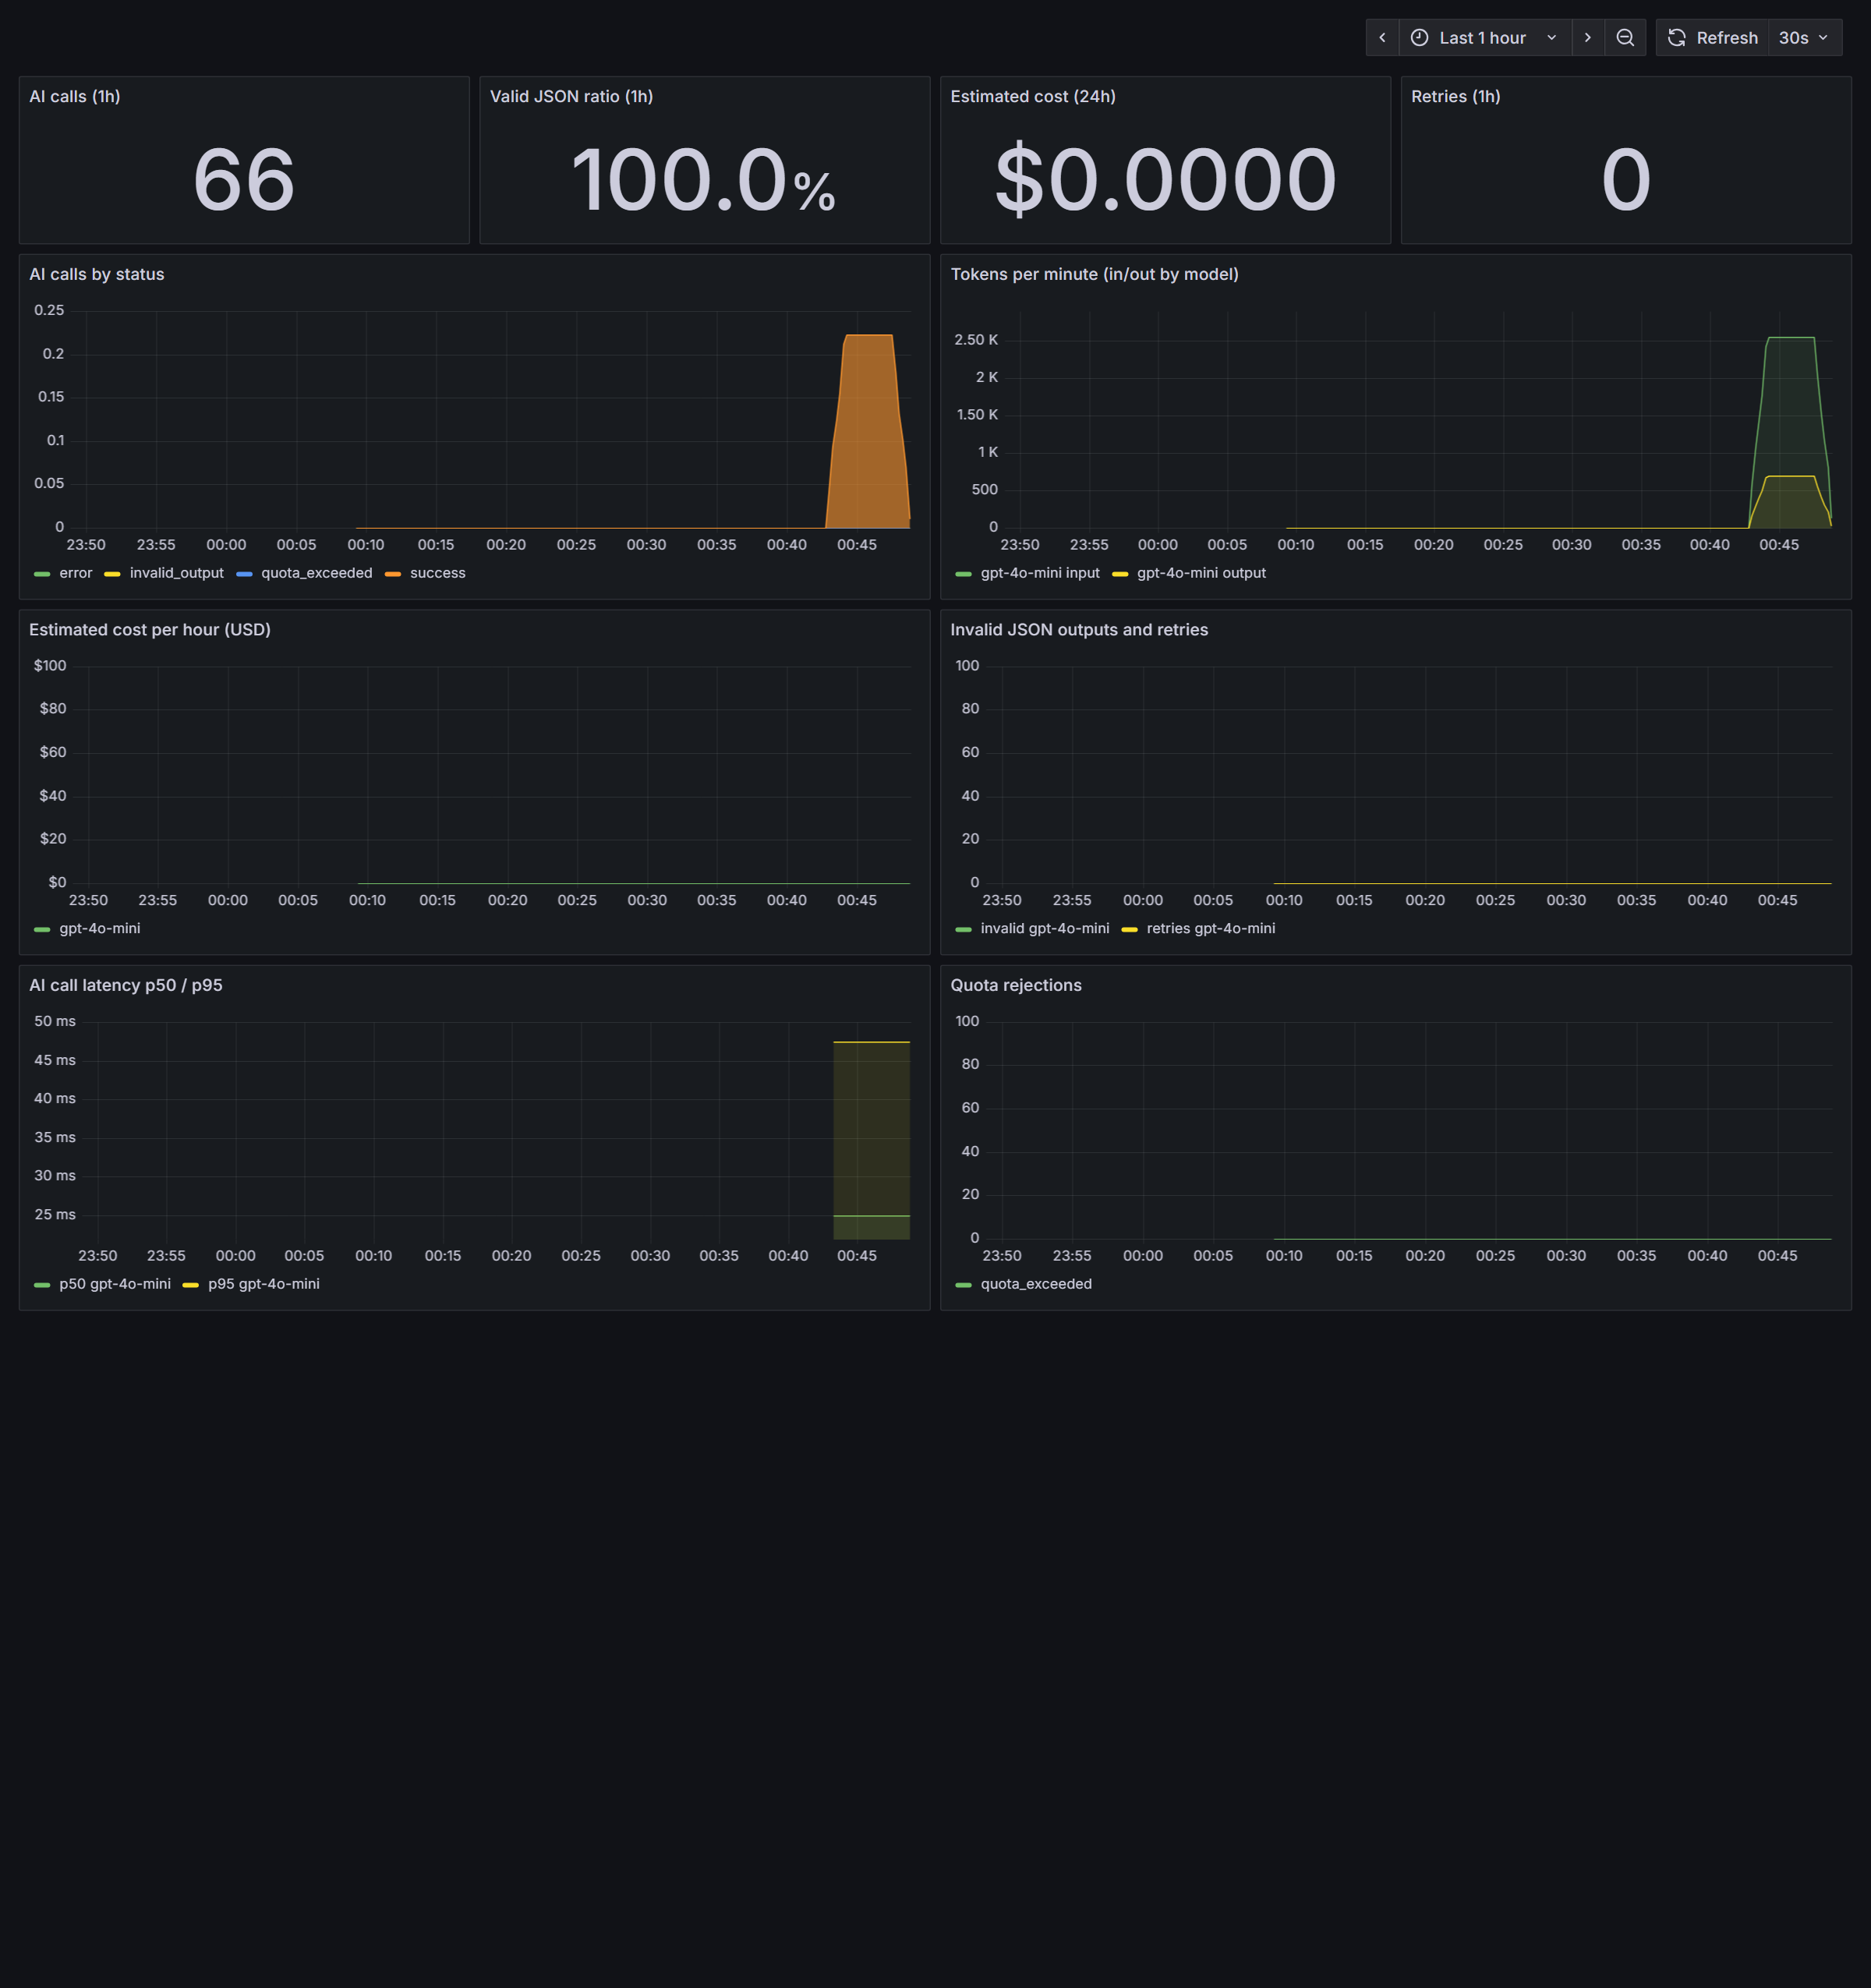 Last 1 hour Refresh 30s
AI calls (1h)
66
Valid JSON ratio (1h)
100.0%
Estimated cost (24h)
$0.0000
Retries (1h)
0
AI calls by status
0.25
0.2
0.15
0.1
0.05
0
23:50 23:55 00:00 00:05 00:10 00:15 00:20 00:25 00:30 00:35 00:40 00:45
error invalid_output quota_exceeded success
Tokens per minute (in/out by model)
2.50 K
2 K
1.50 K
1 K
500
0
23:50 23:55 00:00 00:05 00:10 00:15 00:20 00:25 00:30 00:35 00:40 00:45
gpt-4o-mini input gpt-4o-mini output
Estimated cost per hour (USD)
$100
$80
$60
$40
$20
$0
23:50 23:55 00:00 00:05 00:10 00:15 00:20 00:25 00:30 00:35 00:40 00:45
gpt-4o-mini
Invalid JSON outputs and retries
100
80
60
40
20
0
23:50 23:55 00:00 00:05 00:10 00:15 00:20 00:25 00:30 00:35 00:40 00:45
invalid gpt-4o-mini retries gpt-4o-mini
AI call latency p50 / p95
50 ms
45 ms
40 ms
35 ms
30 ms
25 ms
23:50 23:55 00:00 00:05 00:10 00:15 00:20 00:25 00:30 00:35 00:40 00:45
p50 gpt-4o-mini p95 gpt-4o-mini
Quota rejections
100
80
60
40
20
0
23:50 23:55 00:00 00:05 00:10 00:15 00:20 00:25 00:30 00:35 00:40 00:45
quota_exceeded